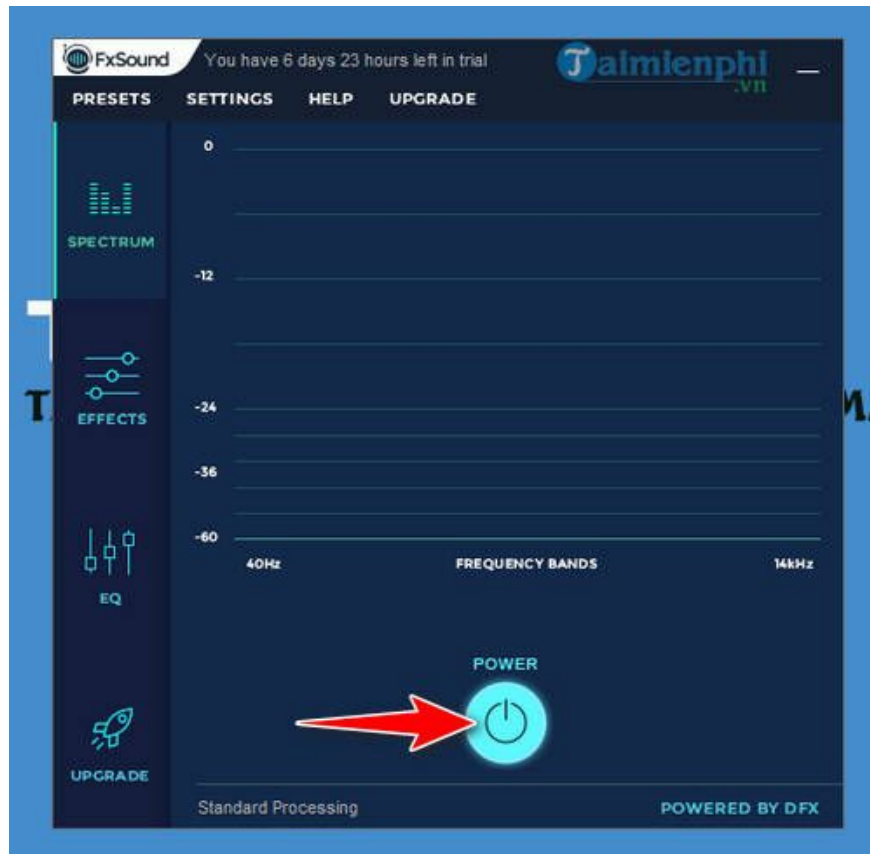 FxSound You have 6 days 23 hours left in trial
Taimienphi
.vn
PRESETS SETTINGS HELP UPGRADE
0
SPECTRUM
-12
EFFECTS
-24
-36
-60
40Hz FREQUENCY BANDS 14kHz
EQ
POWER
UPGRADE
Standard Processing POWERED BY DFX